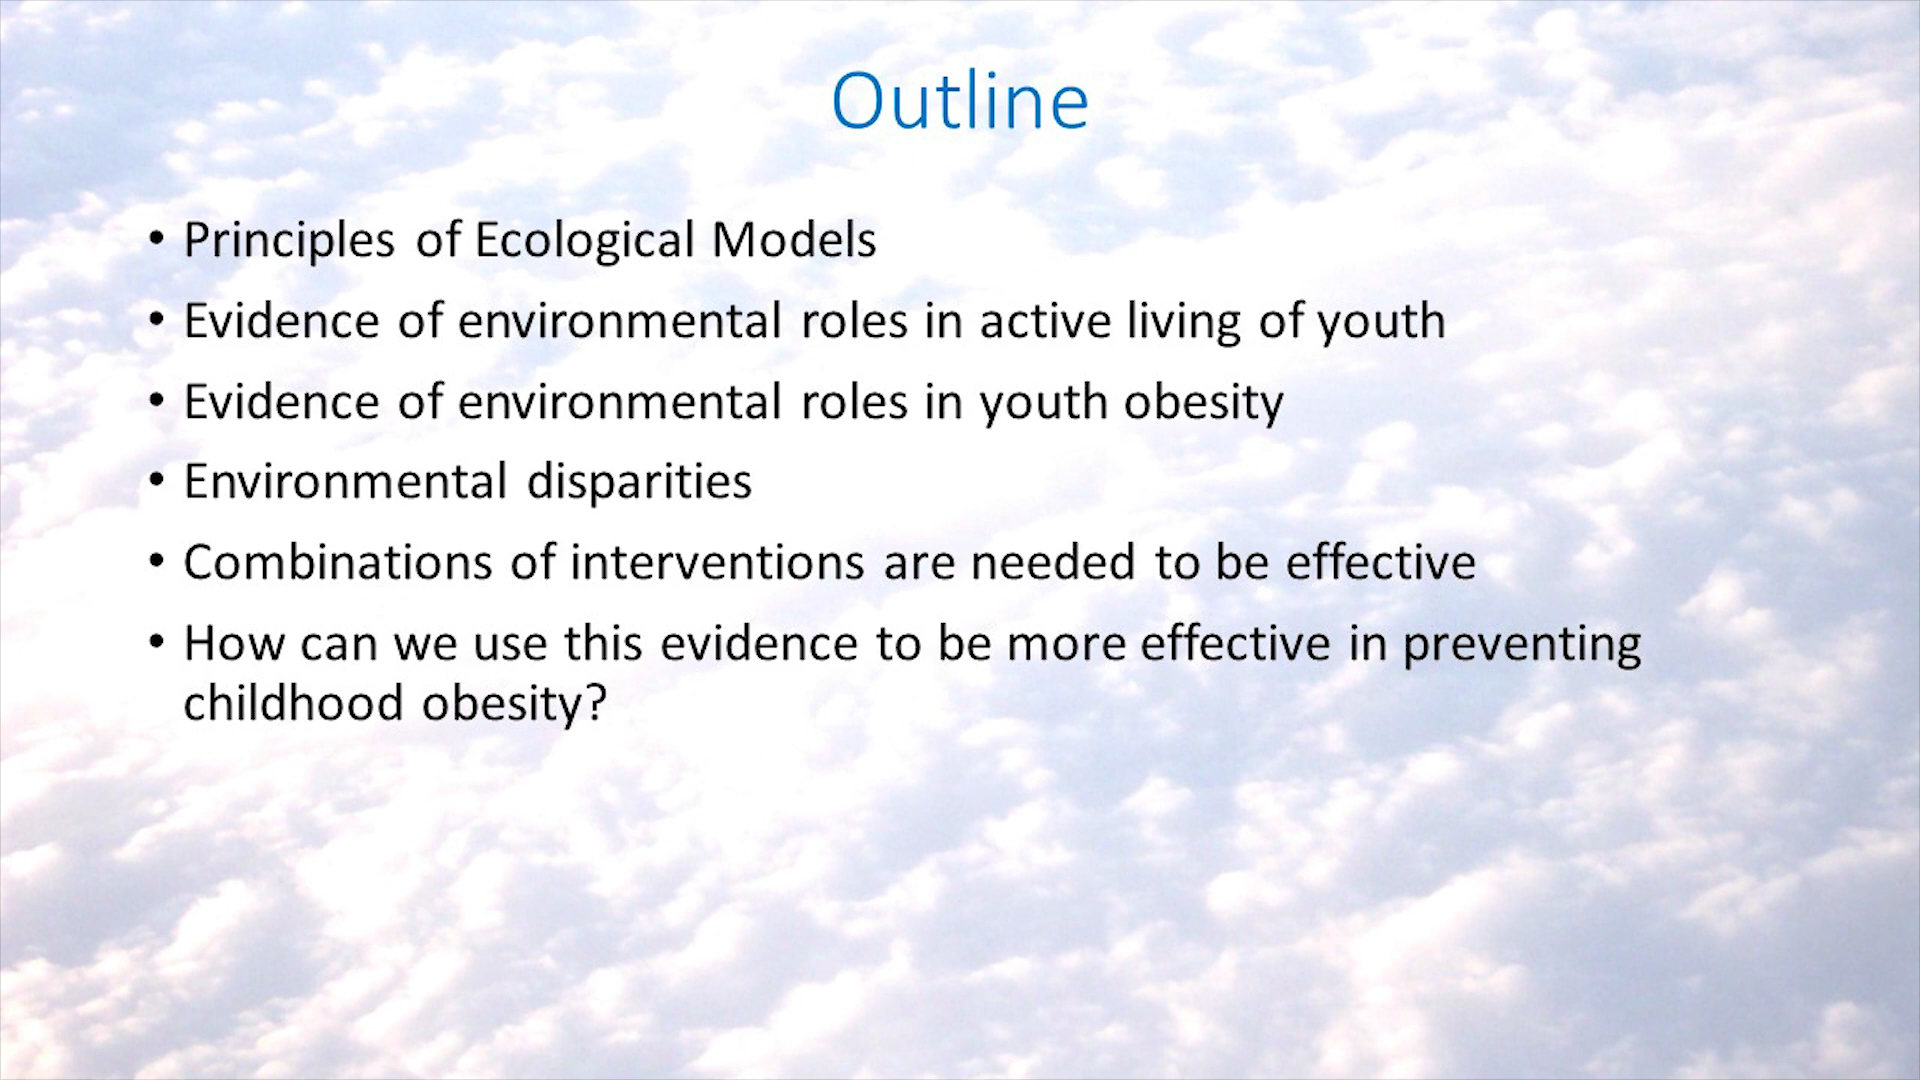 Outline
• Principles of Ecological Models
• Evidence of environmental roles in active living of youth
• Evidence of environmental roles in youth obesity
• Environmental disparities
• Combinations of interventions are needed to be effective
• How can we use this evidence to be more effective in preventing
childhood obesity?